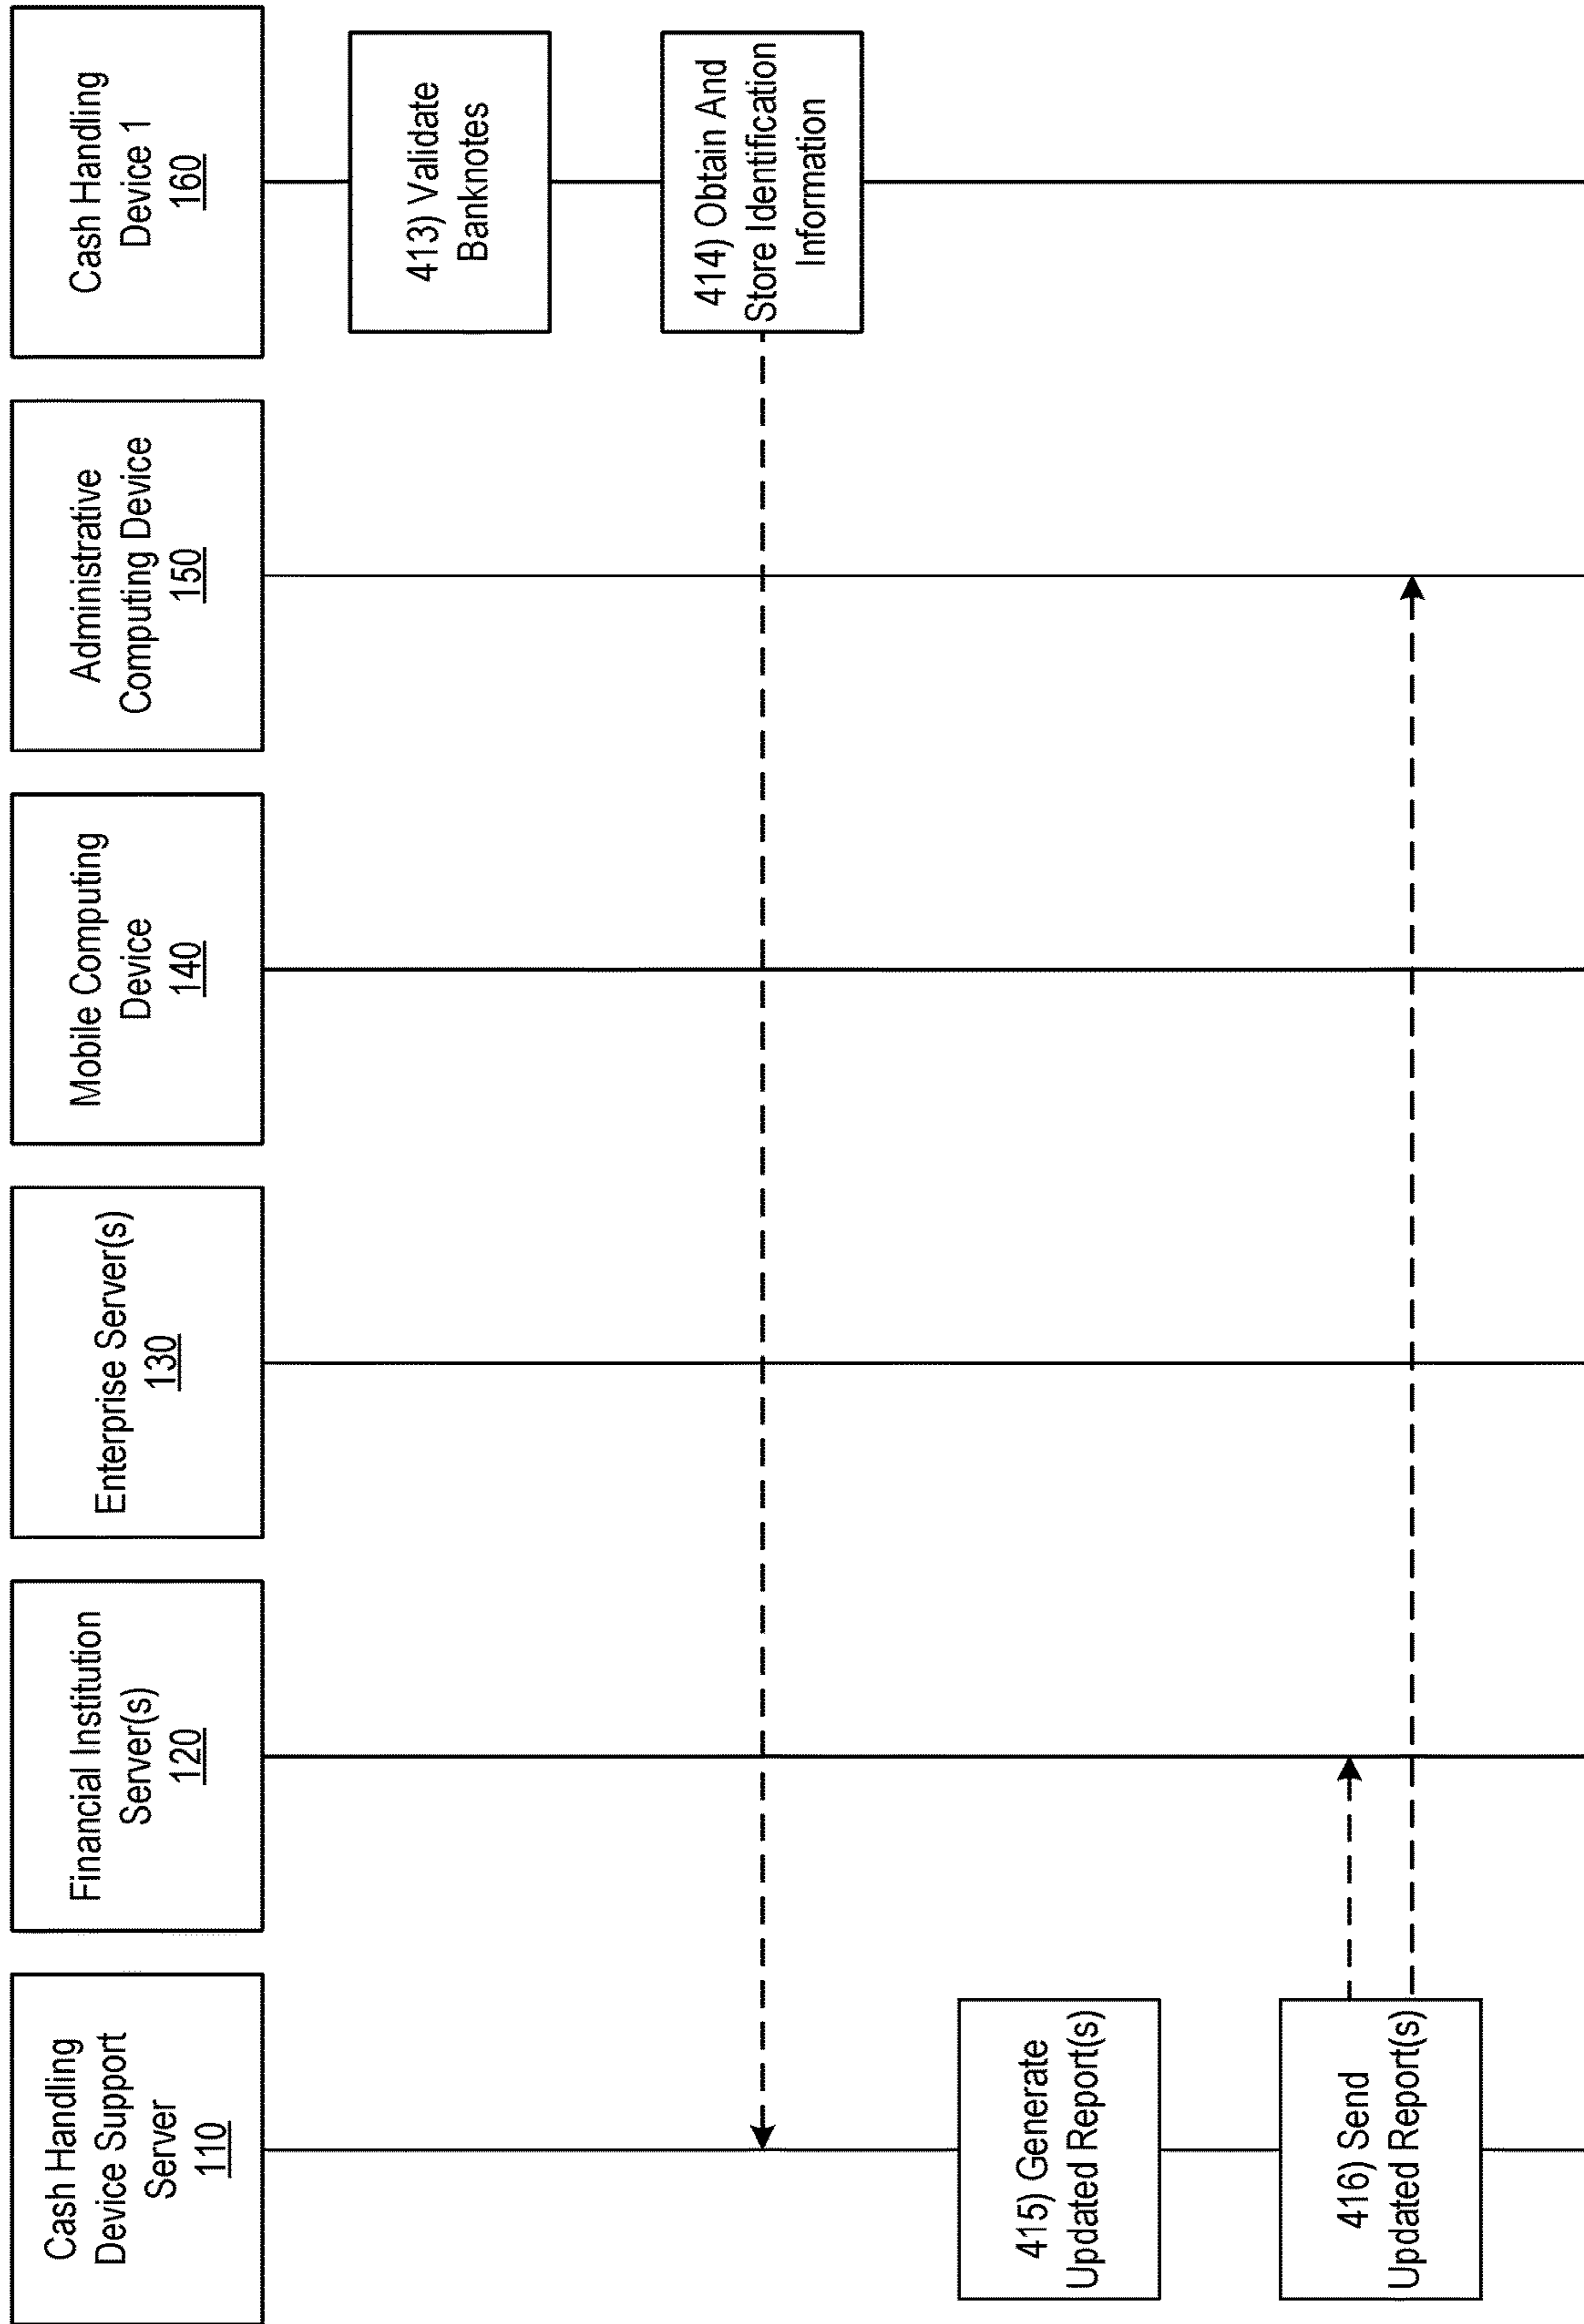 Cash Handling
Device Support
Server
110
Financial Institution
Server(s)
120
Enterprise Server(s)
130
Mobile Computing
Device
140
Administrative
Computing Device
150
Cash Handling
Device 1
160
413) Validate
Banknotes
414) Obtain And
Store Identification
Information
415) Generate
Updated Report(s)
416) Send
Updated Report(s)